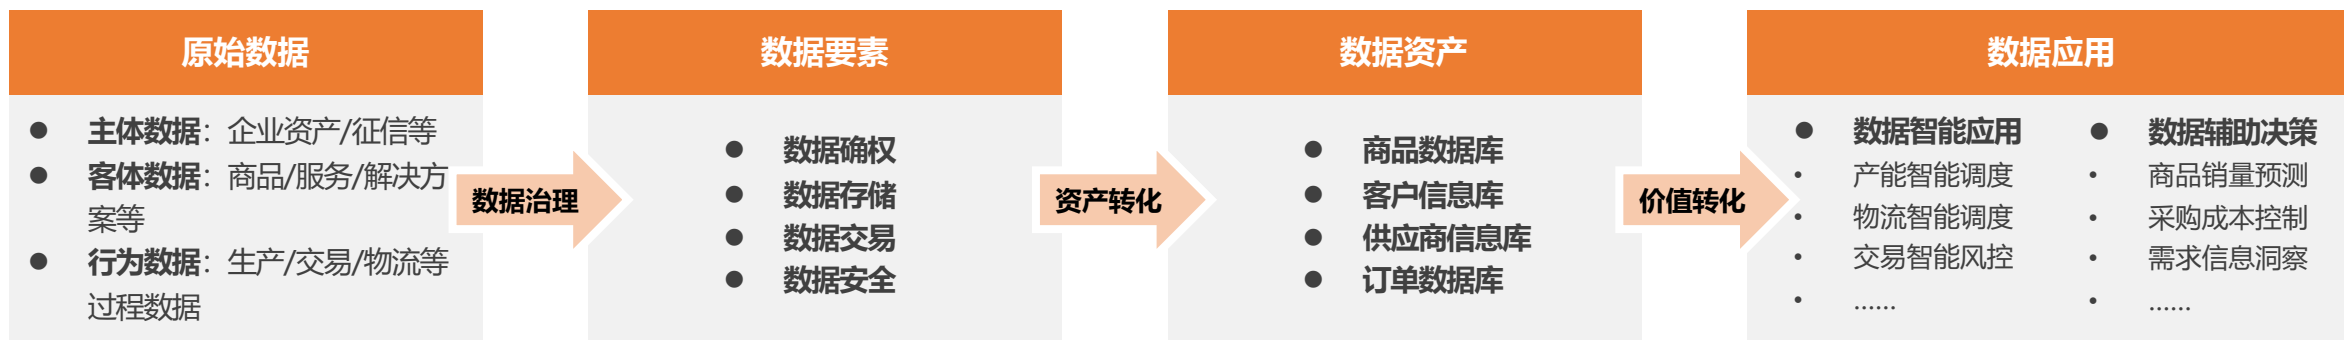 原始数据
● 主体数据：企业资产/征信等
● 客体数据：商品/服务/解决方
案等
● 行为数据：生产/交易/物流等
过程数据
数据治理
数据要素
● 数据确权
● 数据存储
● 数据交易
● 数据安全
资产转化
数据资产
● 商品数据库
● 客户信息库
● 供应商信息库
● 订单数据库
价值转化
数据应用
● 数据智能应用
• 产能智能调度
• 物流智能调度
• 交易智能风控
• ......
● 数据辅助决策
• 商品销量预测
• 采购成本控制
• 需求信息洞察
• ......